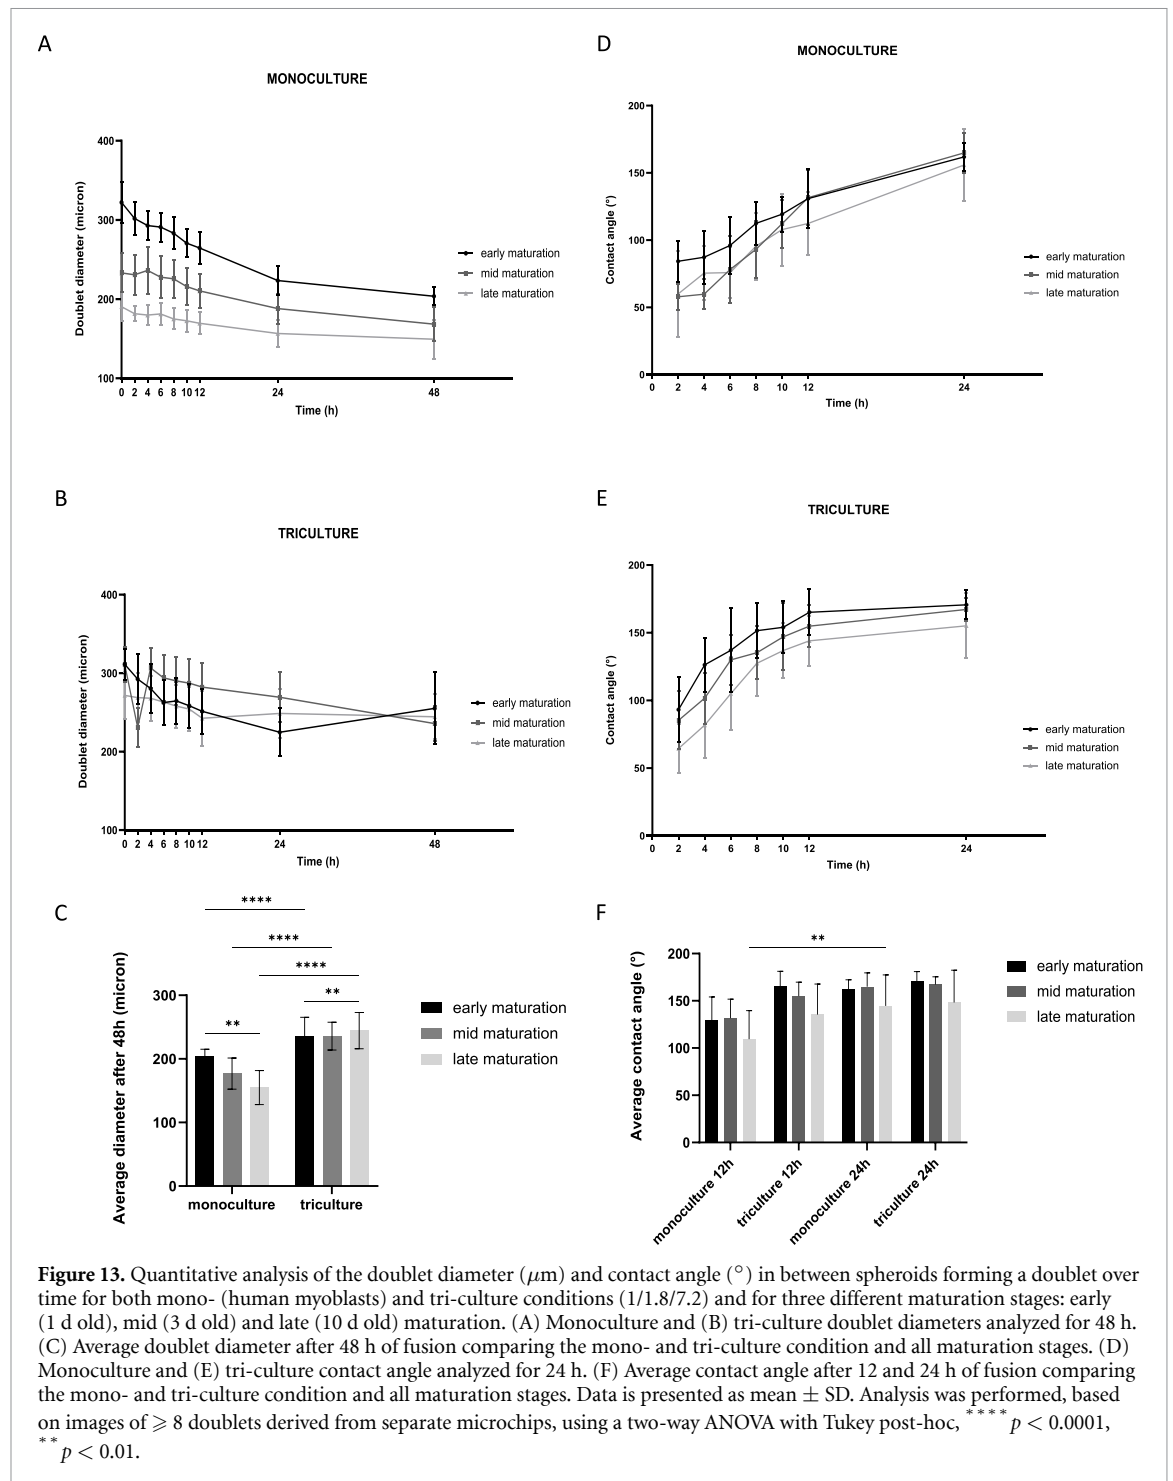 A
MONOCULTURE
400
300
200
100
Doublet diameter (micron)
0 2 4 6 8 10 12 24 48
Time (h)
early maturation
mid maturation
late maturation
D
MONOCULTURE
200
150
100
50
0
Contact angle (°)
0 2 4 6 8 10 12 24
Time (h)
early maturation
mid maturation
late maturation
B
TRICULTURE
400
300
200
100
Doublet diameter (micron)
0 2 4 6 8 10 12 24 48
Time (h)
early maturation
mid maturation
late maturation
E
TRICULTURE
200
150
100
50
0
Contact angle (°)
0 2 4 6 8 10 12 24
Time (h)
early maturation
mid maturation
late maturation
C
****
****
****
**
**
300
200
100
0
Average diameter after 48h (micron)
monoculture triculture
early maturation
mid maturation
late maturation
F
**
200
150
100
50
0
Average contact angle (°)
monoculture 12h
triculture 12h
monoculture 24h
triculture 24h
early maturation
mid maturation
late maturation
Figure 13. Quantitative analysis of the doublet diameter (μm) and contact angle (°) in between spheroids forming a doublet over
time for both mono- (human myoblasts) and tri-culture conditions (1/1.8/7.2) and for three different maturation stages: early
(1 d old), mid (3 d old) and late (10 d old) maturation. (A) Monoculture and (B) tri-culture doublet diameters analyzed for 48 h.
(C) Average doublet diameter after 48 h of fusion comparing the mono- and tri-culture condition and all maturation stages. (D)
Monoculture and (E) tri-culture contact angle analyzed for 24 h. (F) Average contact angle after 12 and 24 h of fusion comparing
the mono- and tri-culture condition and all maturation stages. Data is presented as mean ± SD. Analysis was performed, based
on images of ⩾ 8 doublets derived from separate microchips, using a two-way ANOVA with Tukey post-hoc, ****p < 0.0001,
**p < 0.01.